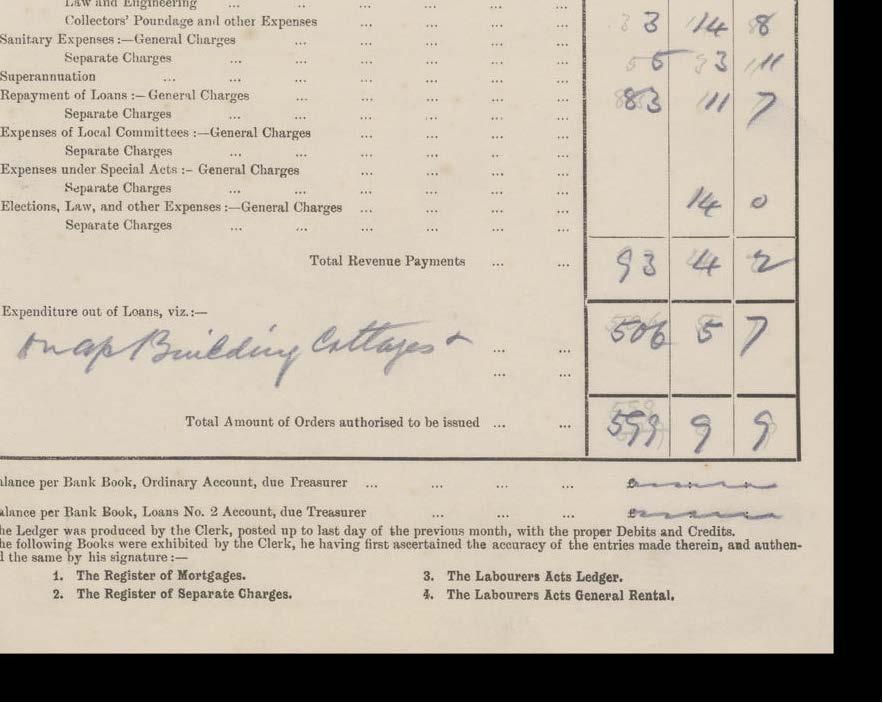 Law and Engineering ... ... ... ... ... ...
Collectors' Poundage and other Expenses ... ... ... ... 3 14 8
Sanitary Expenses :—General Charges ... ... ... ... ...
Separate Charges ... ... ... ... ... ... 3 11
Superannuation ... ... ... ... ... ... ...
Repayment of Loans :— General Charges ... ... ... ... ... 83 111 7
Separate Charges ... ... ... ... ... ...
Expenses of Local Committees :—General Charges ... ... ... ...
Separate Charges ... ... ... ... ... ...
Expenses under Special Acts :- General Charges ... ... ... ...
Separate Charges ... ... ... ... ... ... 14 0
Elections, Law, and other Expenses :—General Charges ... ... ... ...
Separate Charges ... ... ... ... ... ...
Total Revenue Payments ... ... 93 4 2
Expenditure out of Loans, viz.:—
Building Cottages ... ... 506 5 7
... ...
Total Amount of Orders authorised to be issued ... ... 599 9 9
alance per Bank Book, Ordinary Account, due Treasurer ... ... ... ...
alance per Bank Book, Loans No. 2 Account, due Treasurer ... ... ...
he Ledger was produced by the Clerk, posted up to last day of the previous month, with the proper Debits and Credits.
he following Books were exhibited by the Clerk, he having first ascertained the accuracy of the entries made therein, and authen-
d the same by his signature :—
1. The Register of Mortgages. 3. The Labourers Acts Ledger.
2. The Register of Separate Charges. 4. The Labourers Acts General Rental.